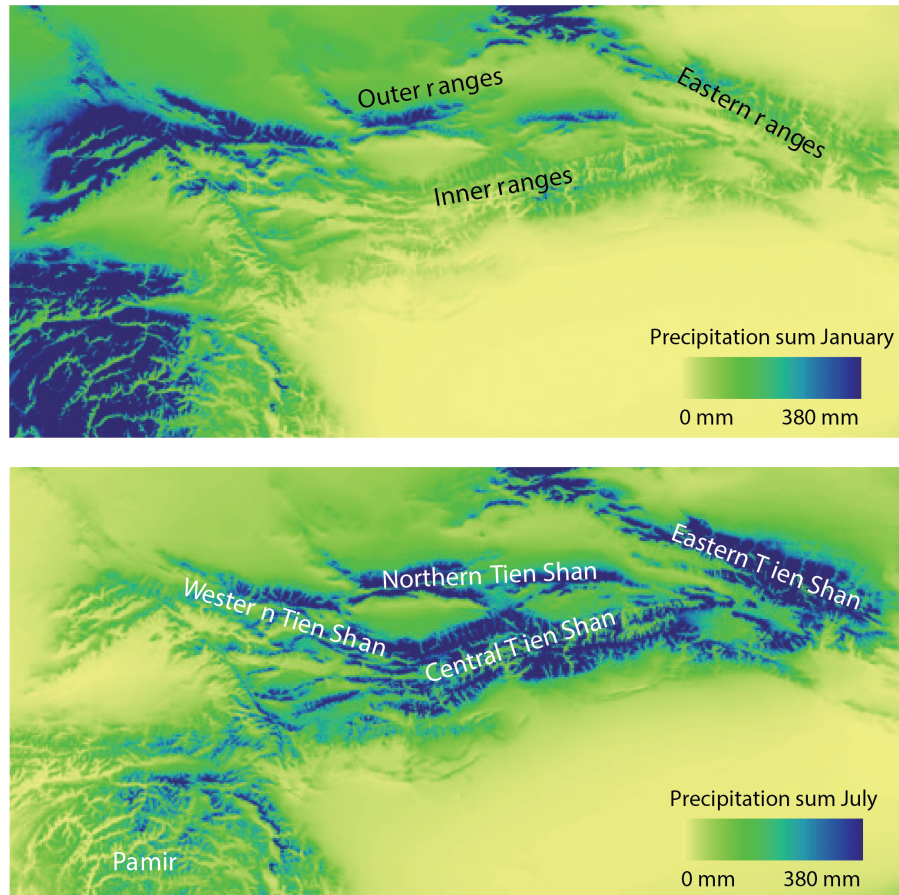 Outer ranges
Eastern ranges
Inner ranges
Precipitation sum January
0 mm 380 mm
Eastern Tien Shan
Northern Tien Shan
Western Tien Shan
Central Tien Shan
Precipitation sum July
0 mm 380 mm
Pamir